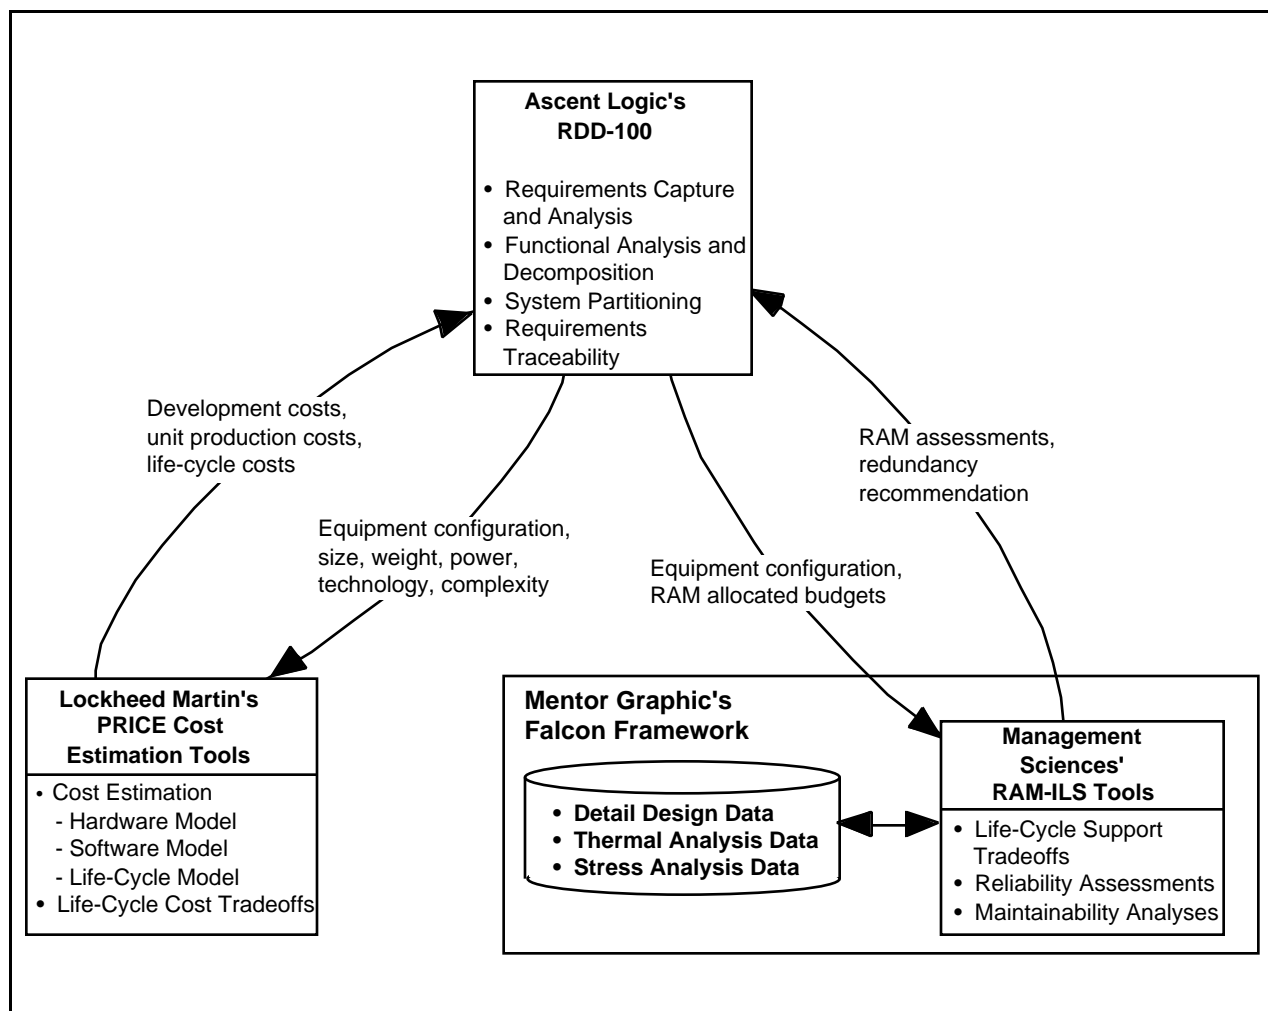 Ascent Logic's
RDD-100
• Requirements Capture
and Analysis
• Functional Analysis and
Decomposition
• System Partitioning
• Requirements
Traceability
Development costs,
unit production costs,
life-cycle costs
RAM assessments,
redundancy
recommendation
Equipment configuration,
size, weight, power,
technology, complexity
Equipment configuration,
RAM allocated budgets
Lockheed Martin's
PRICE Cost
Estimation Tools
• Cost Estimation
- Hardware Model
- Software Model
- Life-Cycle Model
• Life-Cycle Cost Tradeoffs
Mentor Graphic's
Falcon Framework
• Detail Design Data
• Thermal Analysis Data
• Stress Analysis Data
Management
Sciences'
RAM-ILS Tools
• Life-Cycle Support
Tradeoffs
• Reliability Assessments
• Maintainability Analyses